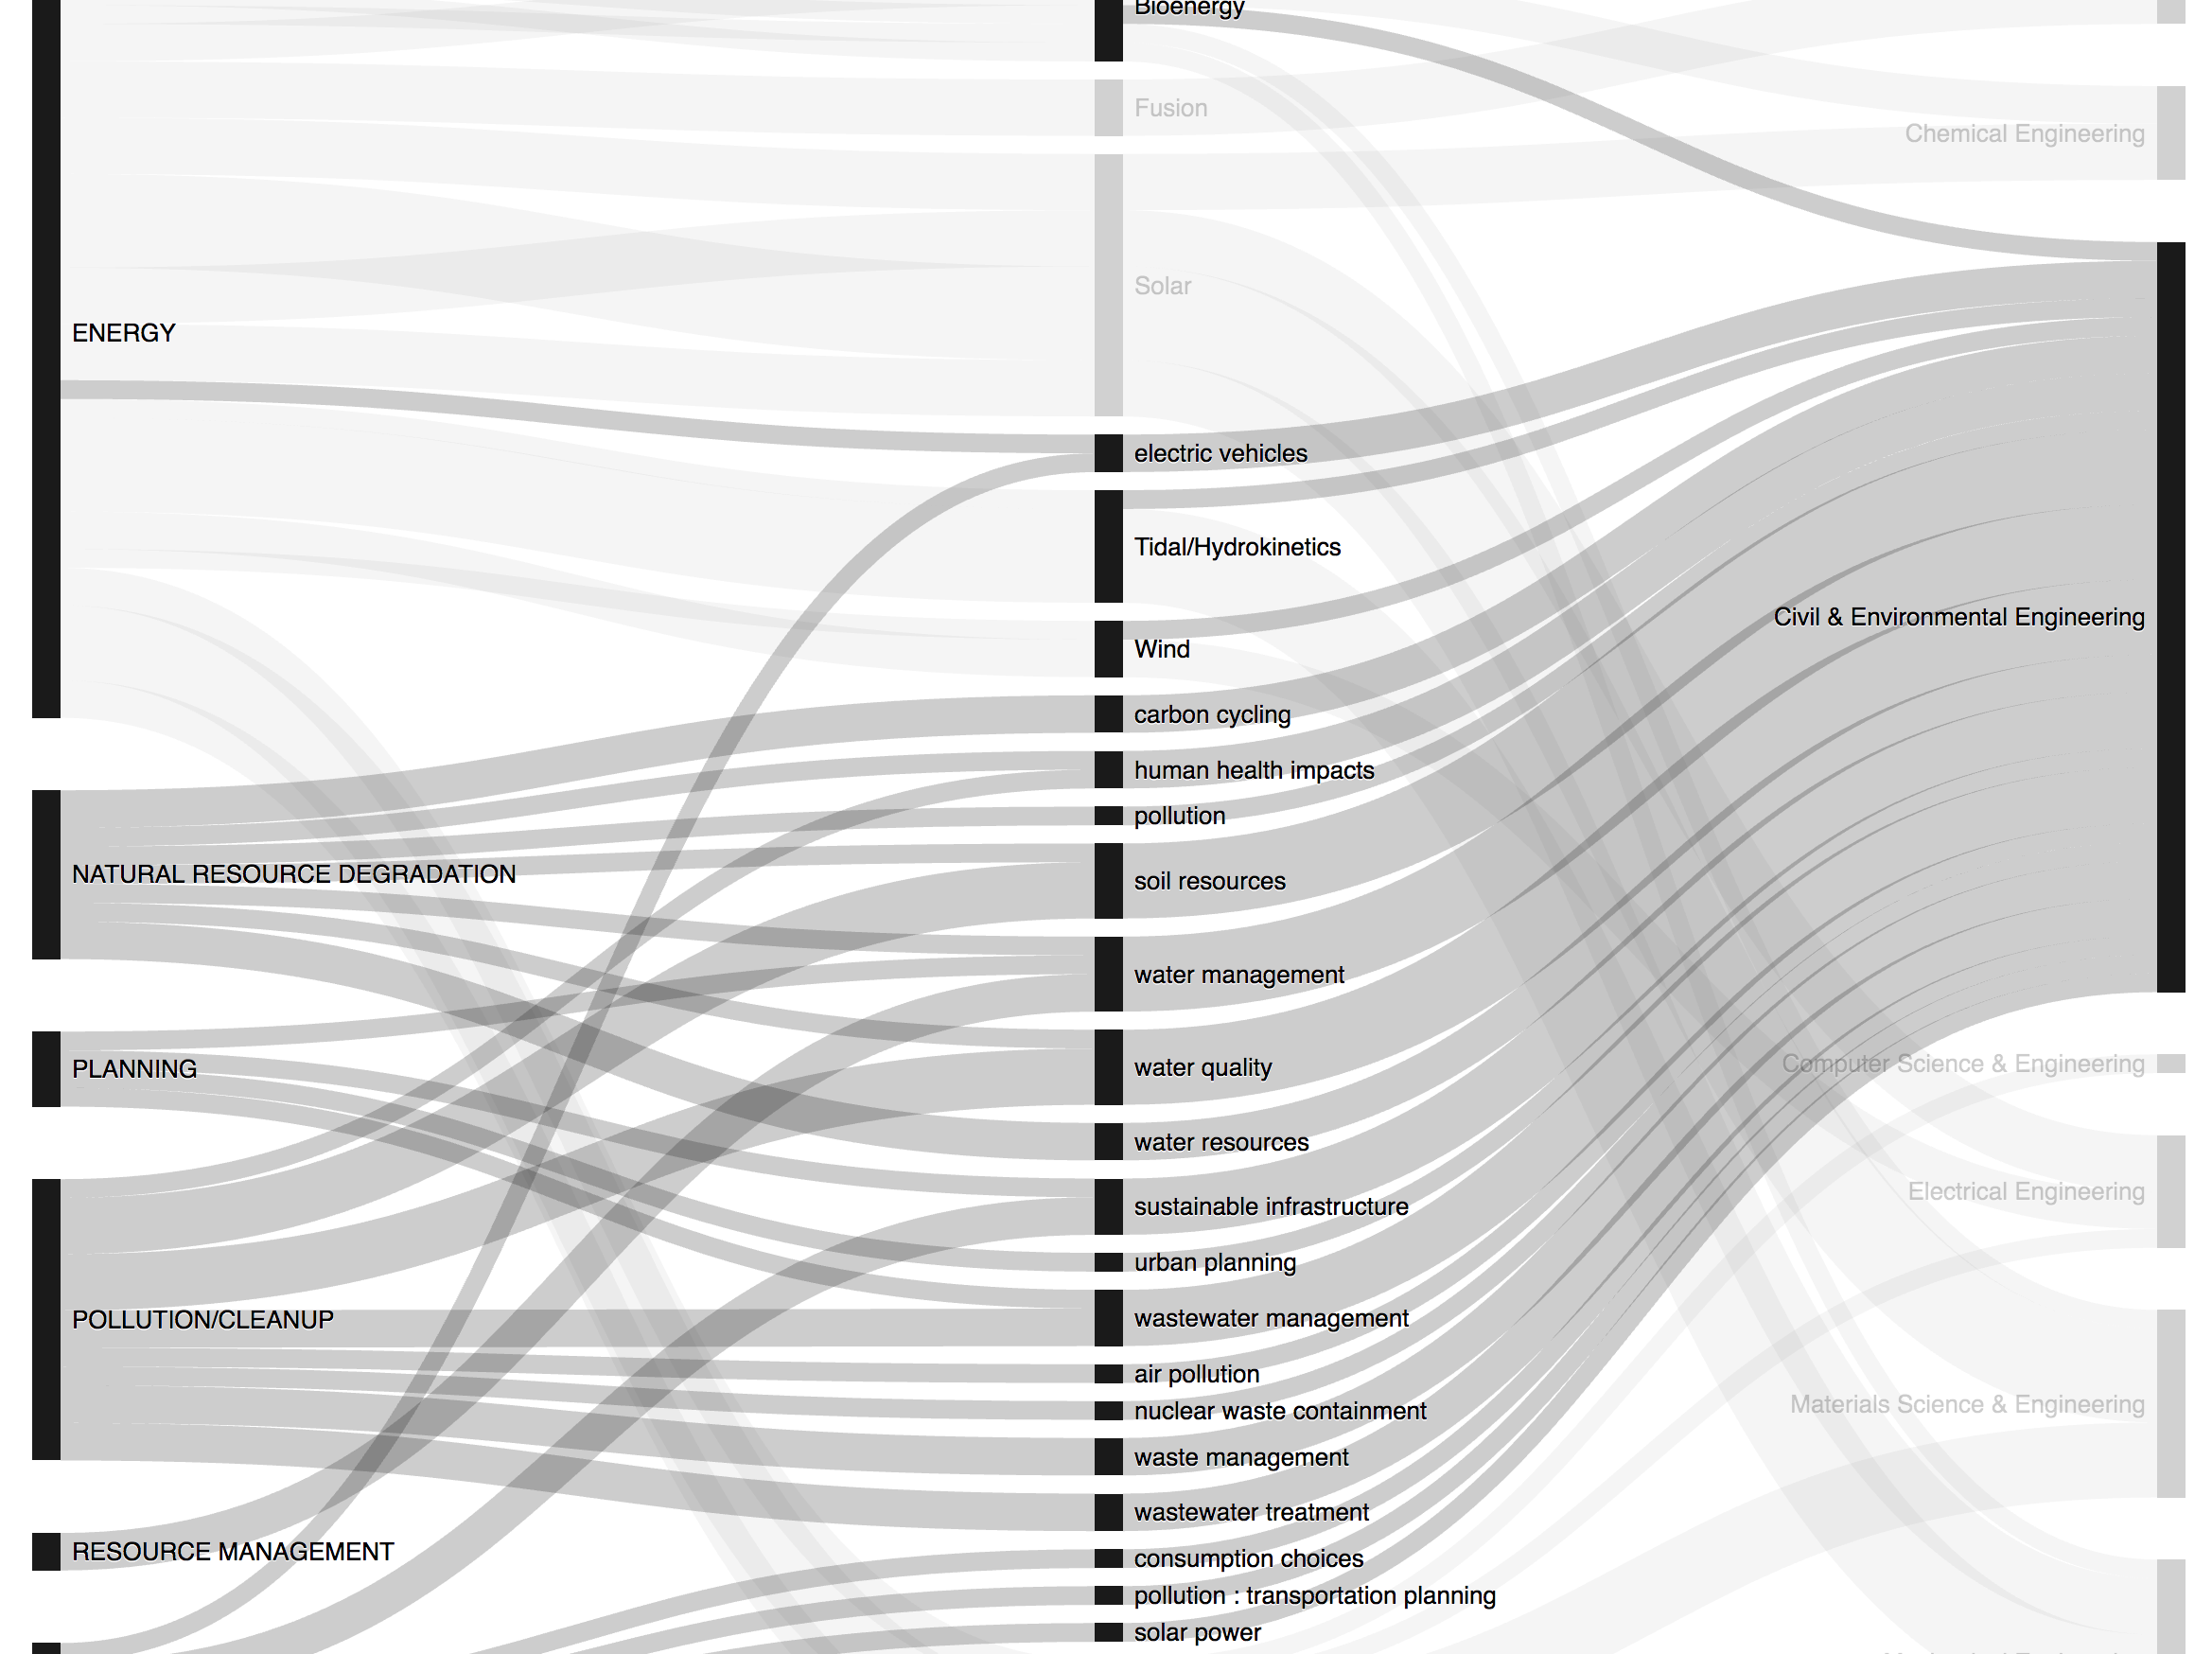 Bioenergy
Fusion
Chemical Engineering
Solar
ENERGY
electric vehicles
Tidal/Hydrokinetics
Civil & Environmental Engineering
Wind
carbon cycling
human health impacts
pollution
NATURAL RESOURCE DEGRADATION
soil resources
water management
Computer Science & Engineering
PLANNING
water quality
water resources
Electrical Engineering
sustainable infrastructure
urban planning
POLLUTION/CLEANUP
wastewater management
air pollution
Materials Science & Engineering
nuclear waste containment
waste management
wastewater treatment
RESOURCE MANAGEMENT
consumption choices
pollution : transportation planning
solar power